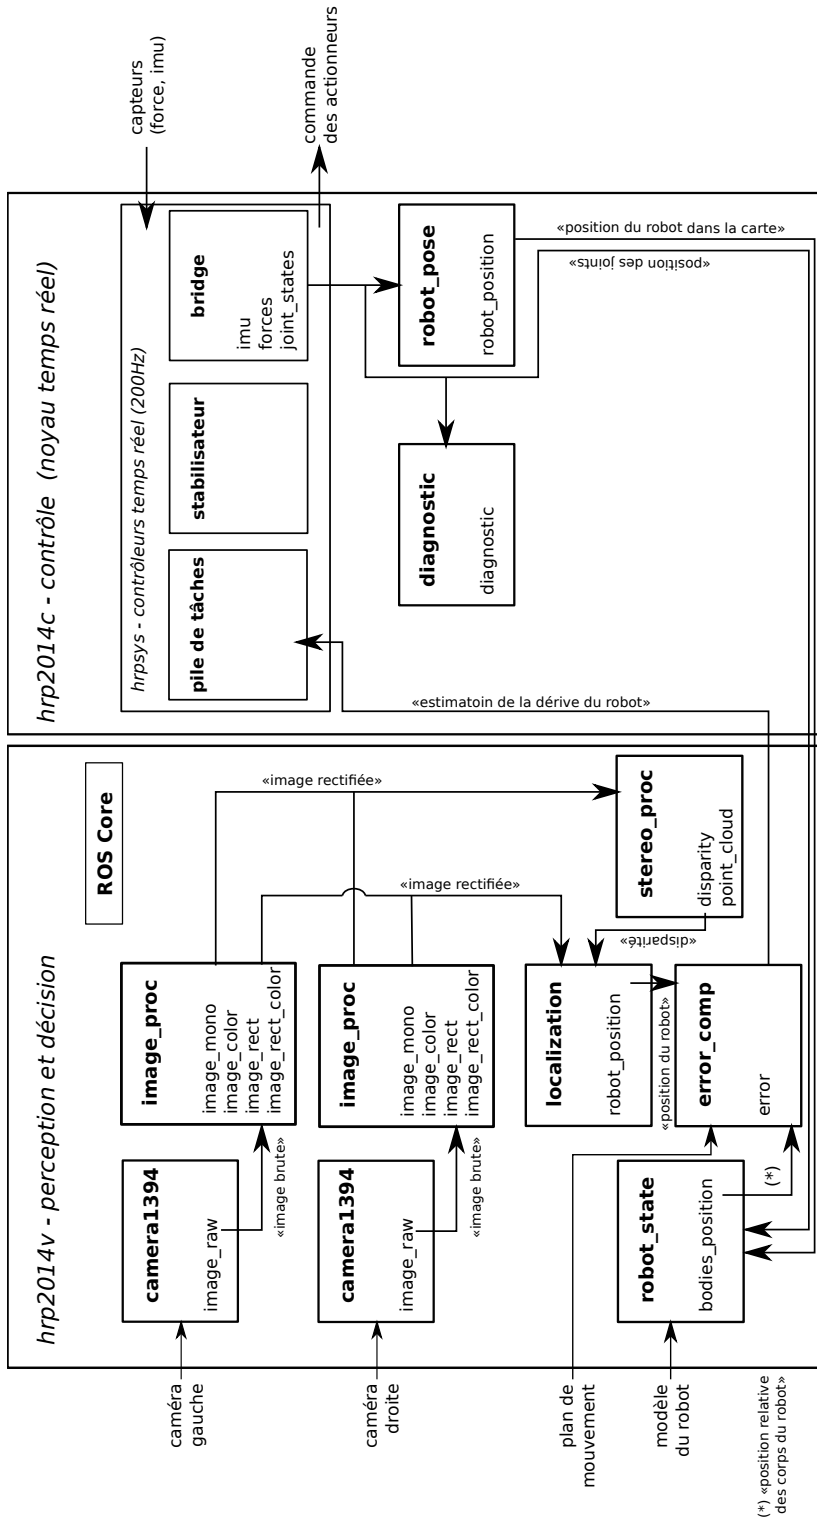 hrp2014v - perception et décision
ROS Core
caméra
gauche
camera1394
image_raw
«image brute»
image_proc
image_mono
image_color
image_rect
image_rect_color
«image rectifiée»
caméra
droite
camera1394
image_raw
«image brute»
image_proc
image_mono
image_color
image_rect
image_rect_color
«image rectifiée»
plan de
mouvement
localization
robot_position
«position du robot»
«disparité»
stereo_proc
disparity
point_cloud
modèle
du robot
robot_state
bodies_position
(*)
error_comp
error
(*) «position relative
des corps du robot»
hrp2014c - contrôle (noyau temps réel)
hrpsys - contrôleurs temps réel (200Hz)
pile de tâches
stabilisateur
bridge
imu
forces
joint_states
capteurs
(force, imu)
commande
des actionneurs
«estimatoin de la dérive du robot»
diagnostic
diagnostic
robot_pose
robot_position
«position du robot dans la carte»
«position des joints»